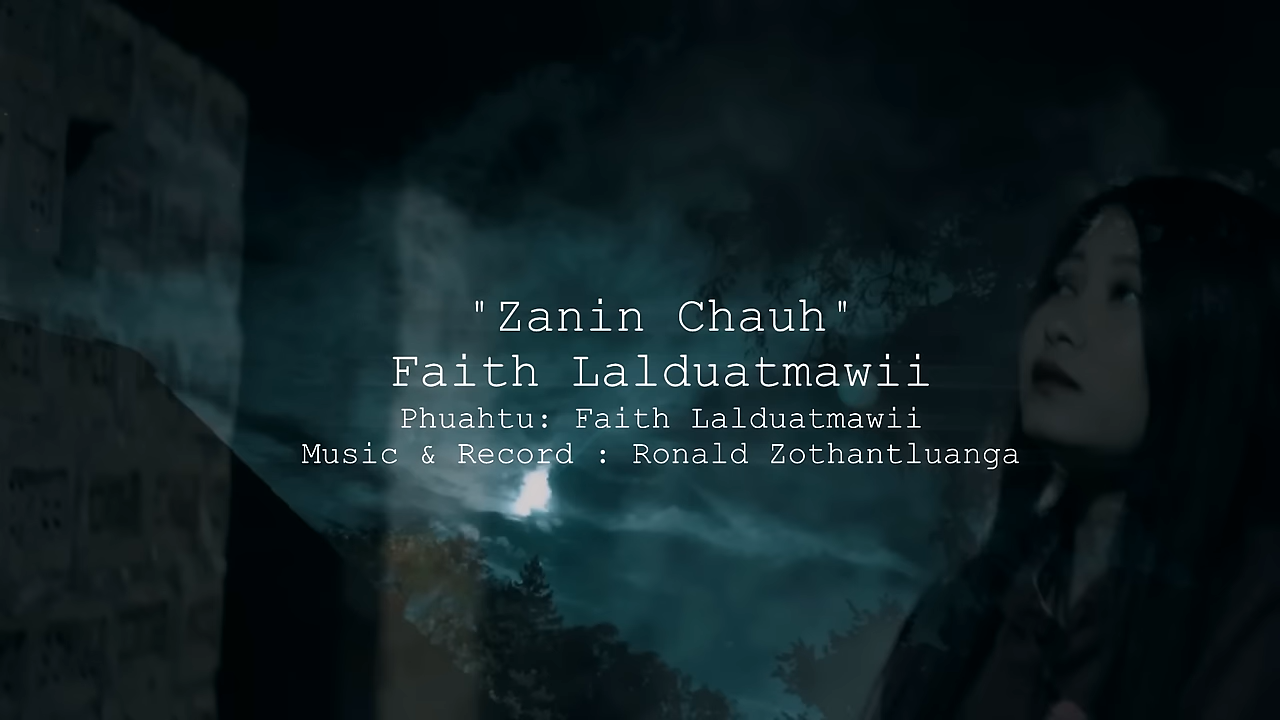 "Zanin Chauh"
Faith Lalduatmawii
Phuahtu: Faith Lalduatmawii
Music & Record : Ronald Zothantluanga